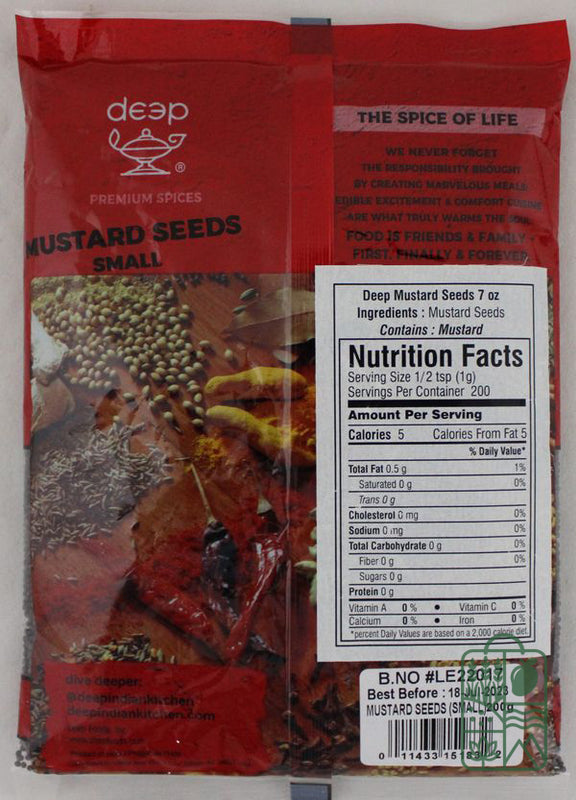 deep
®
PREMIUM SPICES
MUSTARD SEEDS
SMALL
THE SPICE OF LIFE
WE NEVER FORGET
THE RESPONSIBILITY BROUGHT
BY CREATING MARVELOUS MEALS.
EDIBLE EXCITEMENT & COMFORT CUISINE
ARE WHAT TRULY WARMS THE SOUL.
FOOD IS FRIENDS & FAMILY -
FIRST, FINALLY & FOREVER.
Deep Mustard Seeds 7 oz
Ingredients : Mustard Seeds
Contains : Mustard
Nutrition Facts
Serving Size 1/2 tsp (1g)
Servings Per Container 200
Amount Per Serving
Calories 5 Calories From Fat 5
% Daily Value*
Total Fat 0.5 g 1%
Saturated 0 g 0%
Trans 0 g
Cholesterol 0 mg 0%
Sodium 0 mg 0%
Total Carbohydrate 0 g 0%
Fiber 0 g 0%
Sugars 0 g
Protein 0 g
Vitamin A 0 % • Vitamin C 0 %
Calcium 0 % • Iron 0 %
*percent Daily Values are based on a 2,000 calorie diet.
dive deeper:
@deepindiankitchen
deepindiankitchen.com
B.NO #LE22017
Best Before : 18-Jul-2023
MUSTARD SEEDS (SMALL) 200g
0 11433 15183 2